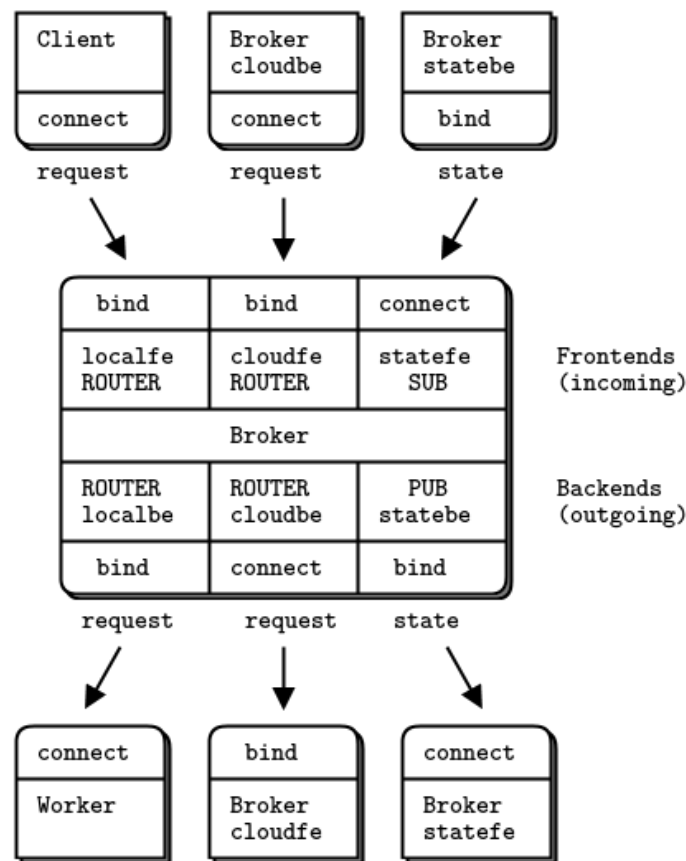 Client
Broker
cloudbe
Broker
statebe
connect
connect
bind
request
request
state
bind
bind
connect
localfe
ROUTER
cloudfe
ROUTER
statefe
SUB
Frontends
(incoming)
Broker
ROUTER
localbe
ROUTER
cloudbe
PUB
statebe
Backends
(outgoing)
bind
connect
bind
request
request
state
connect
bind
connect
Worker
Broker
cloudfe
Broker
statefe